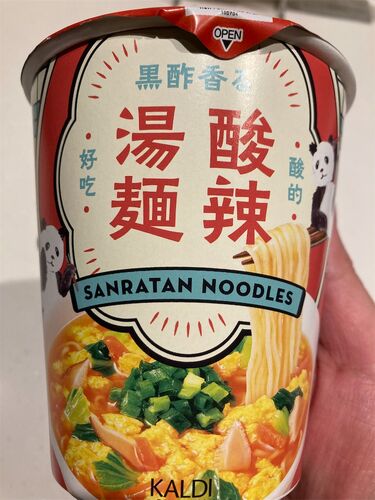 OPEN
黒酢香る
酸辣
湯麺
酸的
好吃
SANRATAN NOODLES
KALDI